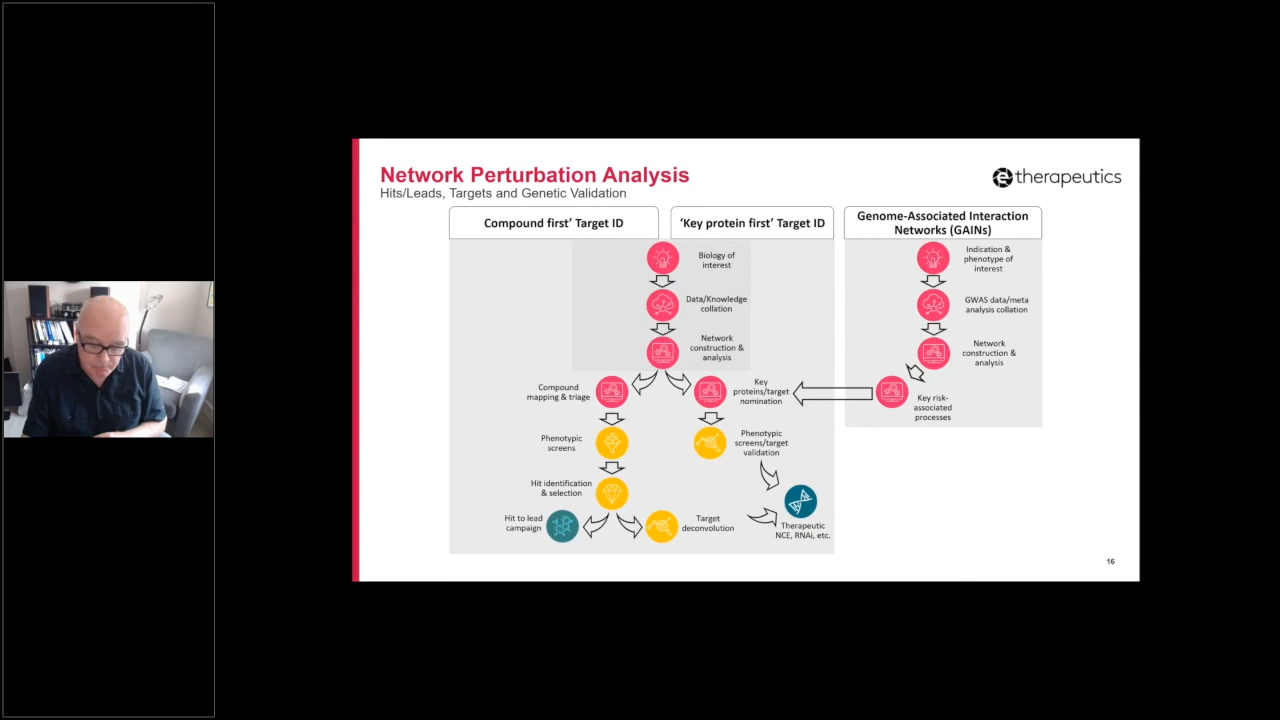 Network Perturbation Analysis
Hits/Leads, Targets and Genetic Validation
e therapeutics
Compound first' Target ID
'Key protein first' Target ID
Genome-Associated Interaction
Networks (GAINs)
Biology of
interest
Data/Knowledge
collation
Network
construction &
analysis
Compound
mapping & triage
Key
proteins/target
nomination
Phenotypic
screens
Phenotypic
screens/target
validation
Hit identification
& selection
Hit to lead
campaign
Target
deconvolution
Therapeutic
NCE, RNAi, etc.
Indication &
phenotype of
interest
GWAS data/meta
analysis collation
Network
construction &
analysis
Key risk-
associated
processes
16